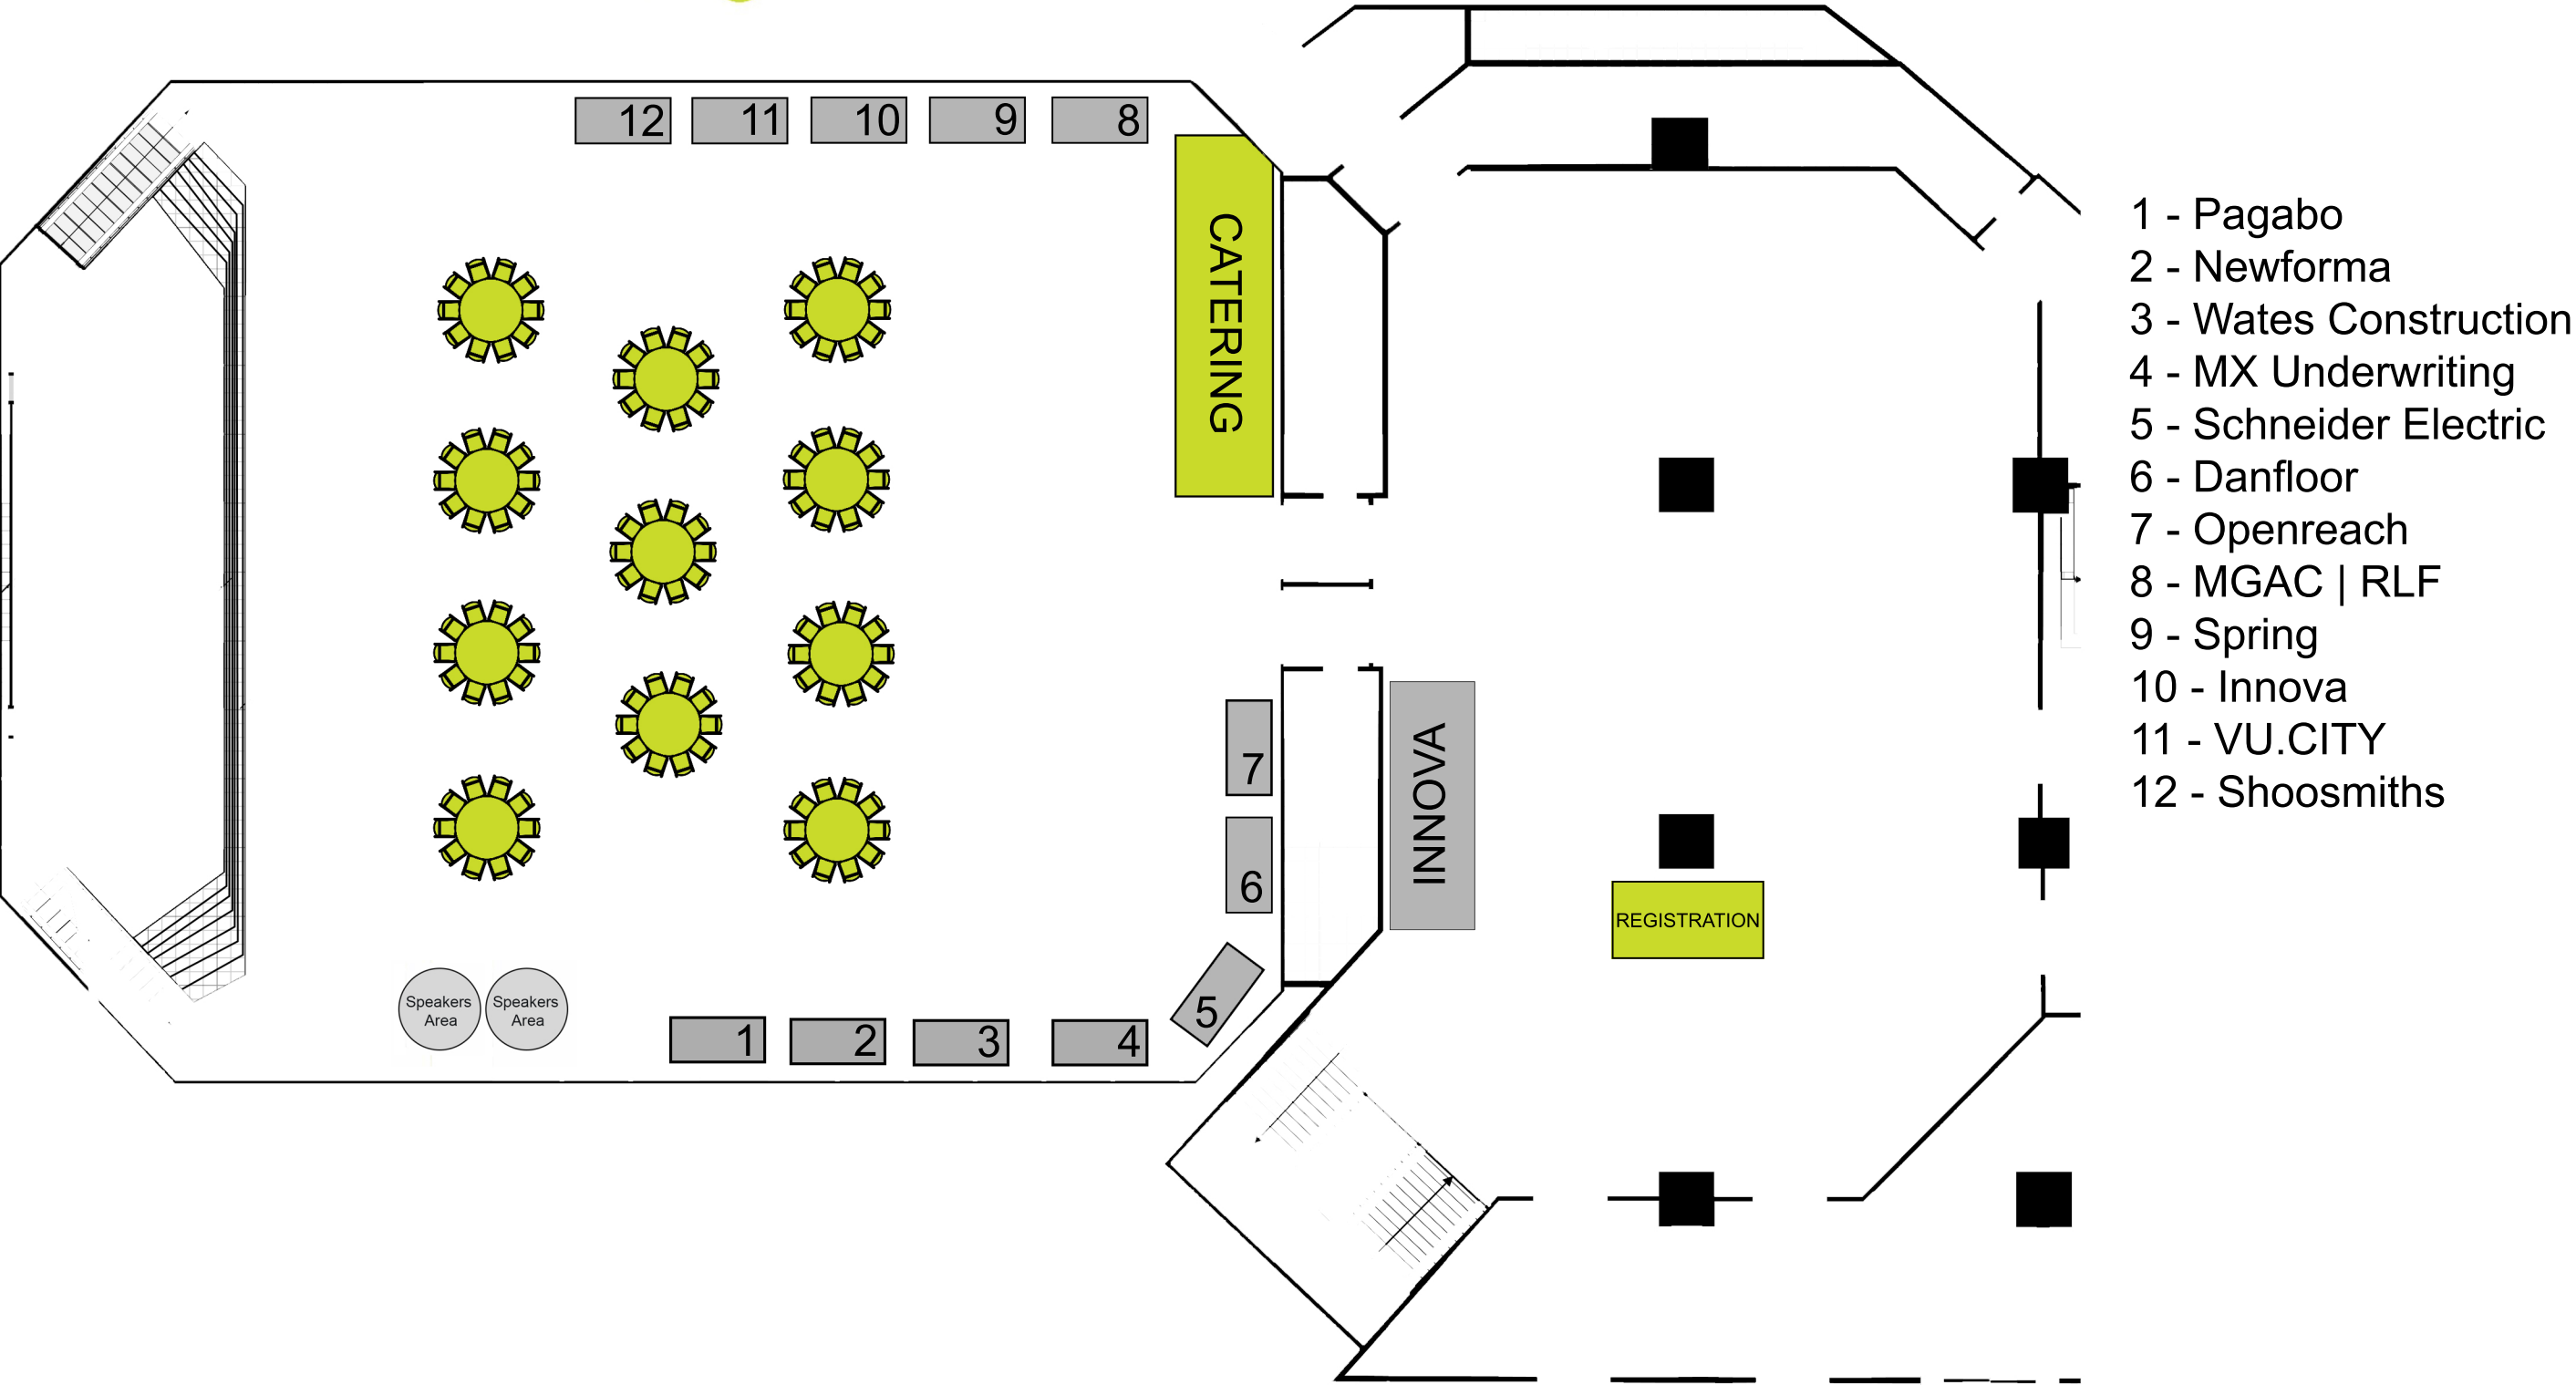 12
11
10
9
8
CATERING
7
6
5
INNOVA
REGISTRATION
Speakers
Area
Speakers
Area
1
2
3
4
1 - Pagabo
2 - Newforma
3 - Wates Construction
4 - MX Underwriting
5 - Schneider Electric
6 - Danfloor
7 - Openreach
8 - MGAC | RLF
9 - Spring
10 - Innova
11 - VU.CITY
12 - Shoosmiths